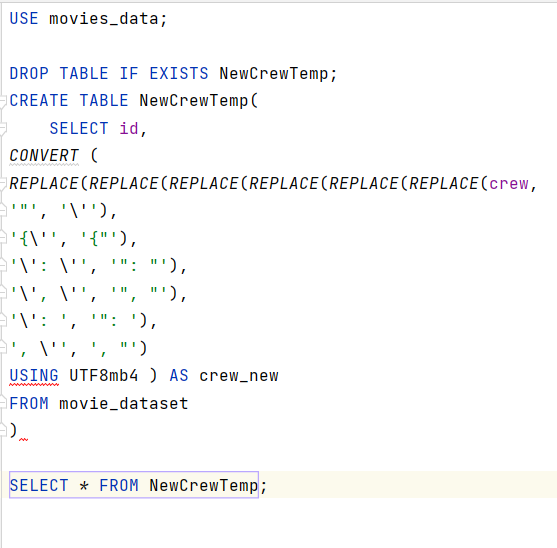 USE movies_data;
DROP TABLE IF EXISTS NewCrewTemp;
CREATE TABLE NewCrewTemp(
SELECT id,
CONVERT (
REPLACE(REPLACE(REPLACE(REPLACE(REPLACE(REPLACE(crew,
'"', '\''),
'{\'', '{"'),
'\': \'', '": "'),
'\', \'', '", "'),
'\': ', '": '),
', \'', ', "')
USING UTF8mb4 ) AS crew_new
FROM movie_dataset
)
SELECT * FROM NewCrewTemp;